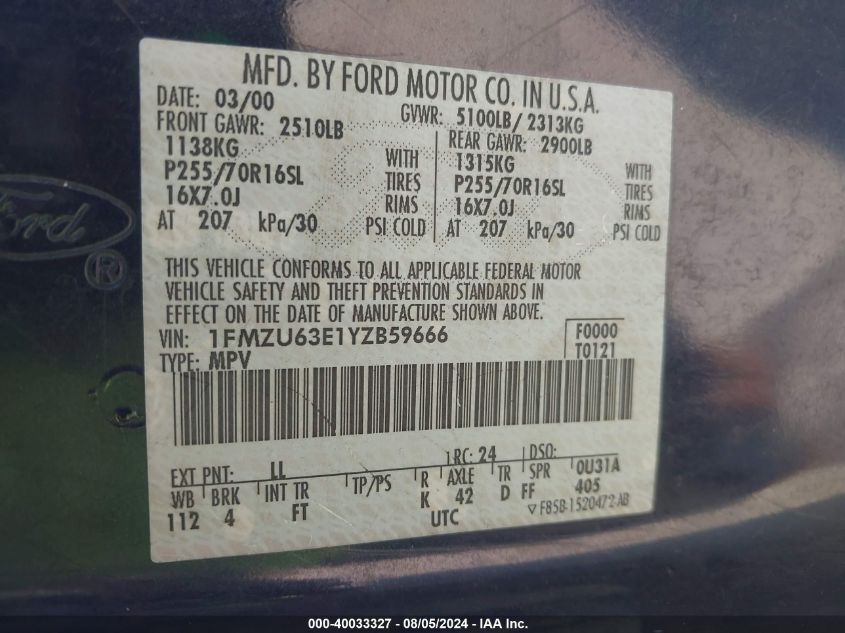 MFD. BY FORD MOTOR CO. IN U.S.A.
DATE: 03/00 GVWR: 5100LB/ 2313KG
FRONT GAWR: 2510LB REAR GAWR: 2900LB
1138KG WITH 1315KG WITH
P255/70R16SL TIRES P255/70R16SL TIRES
16X7.0J RIMS 16X7.0J RIMS
AT 207 kPa/30 PSI COLD AT 207 kPa/30 PSI COLD
Ford
®
THIS VEHICLE CONFORMS TO ALL APPLICABLE FEDERAL MOTOR
VEHICLE SAFETY AND THEFT PREVENTION STANDARDS IN
EFFECT ON THE DATE OF MANUFACTURE SHOWN ABOVE.
VIN: 1FMZU63E1YZB59666 F0000
TYPE: MPV T0121
EXT PNT: LL RC: 24 DSO:
WB BRK INT TR TP/PS R AXLE TR SPR 0U31A
112 4 FT K 42 D FF 405
UTC ▽ F85B-1520472-AB
000-40033327 - 08/05/2024 - IAA Inc.